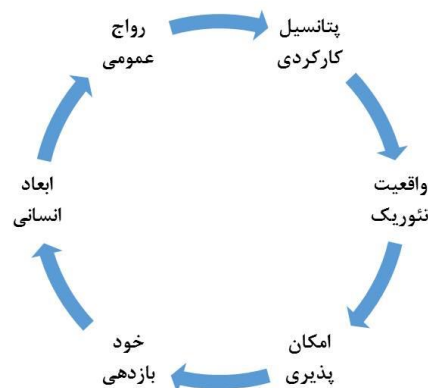 پتانسیل
کارکردی
واقعیت
نئوریک
امکان
پذیری
خود
بازدهی
ابعاد
انسانی
رواج
عمومی